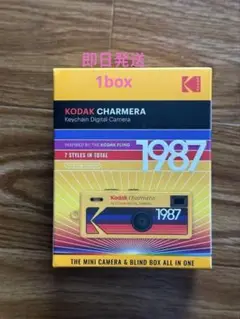 即日発送
1box
KODAK CHARMERA
Keychain Digital Camera
INSPIRED BY THE KODAK FLING
7 STYLES IN TOTAL
1987
Kodak Charmera
1987
THE MINI CAMERA & BLIND BOX ALL IN ONE